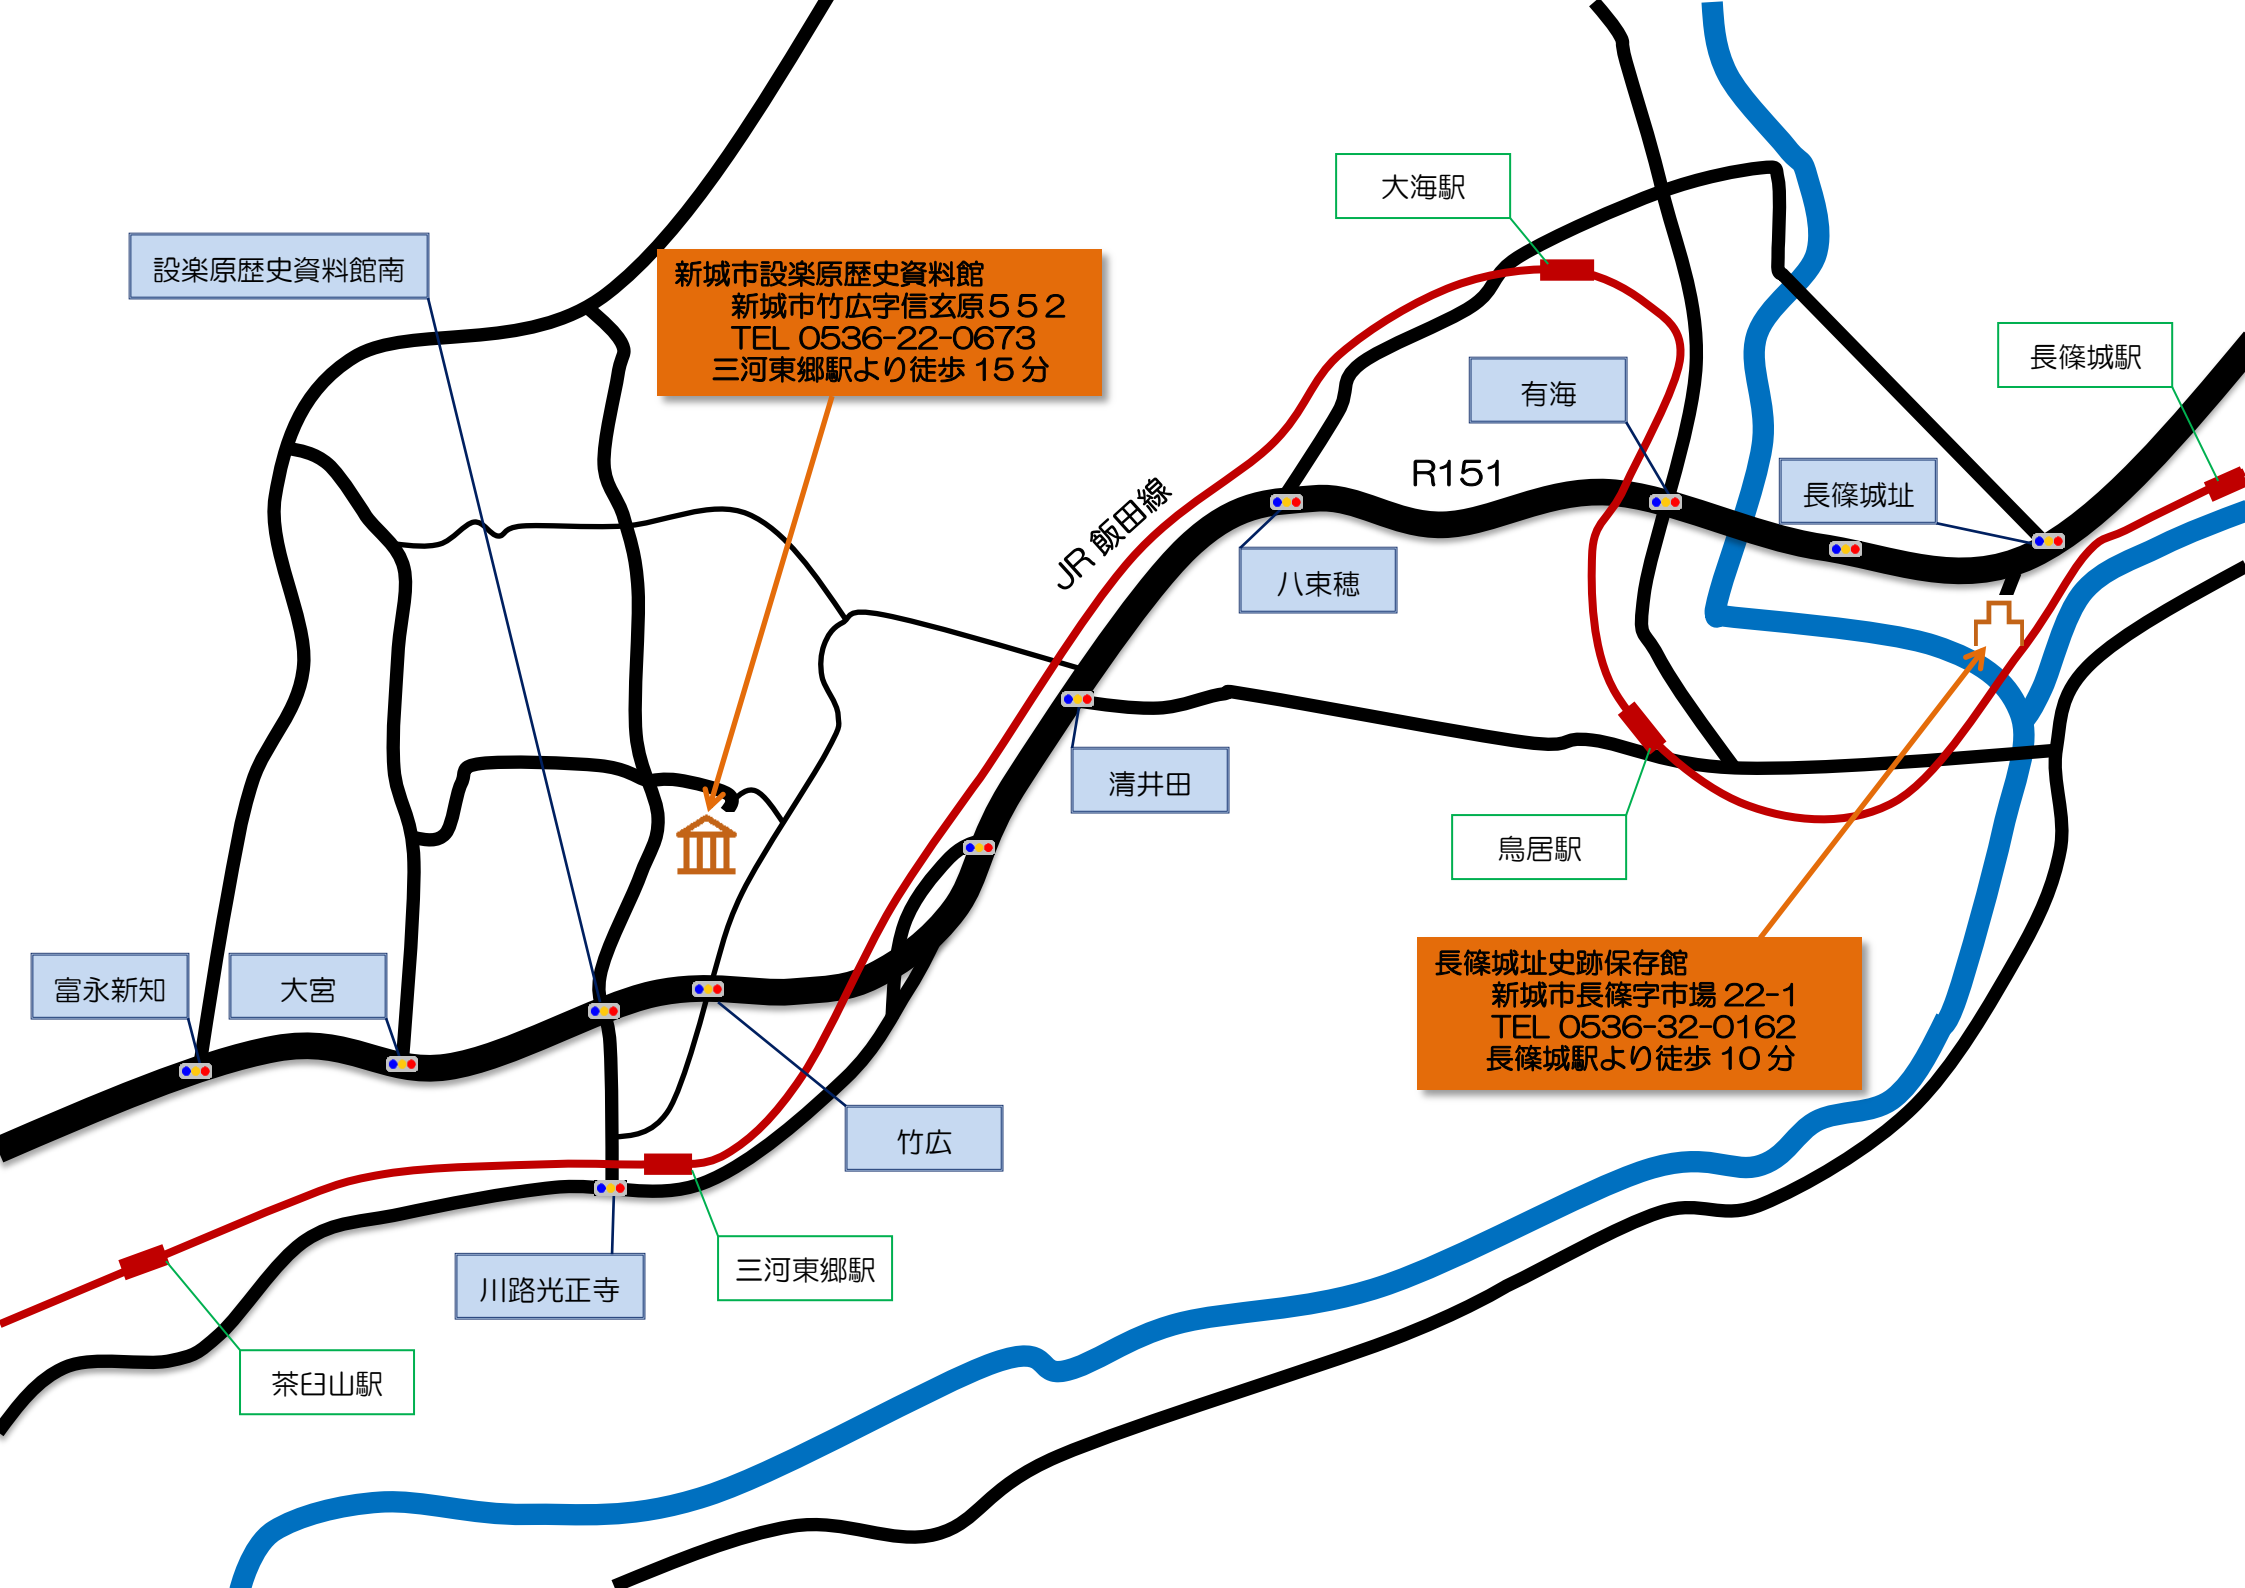 大海駅
設楽原歴史資料館南
新城市設楽原歴史資料館
新城市竹広字信玄原５５２
TEL 0536-22-0673
三河東郷駅より徒歩 15 分
長篠城駅
有海
R151
長篠城址
JR 飯田線
八束穂
清井田
鳥居駅
富永新知
大宮
長篠城址史跡保存館
新城市長篠字市場 22-1
TEL 0536-32-0162
長篠城駅より徒歩 10 分
竹広
川路光正寺
三河東郷駅
茶臼山駅